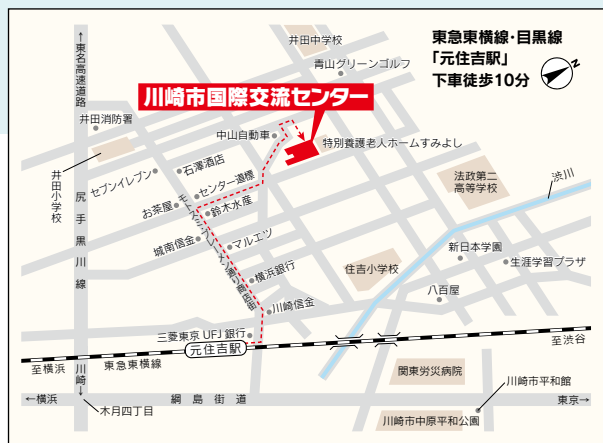 東急東横線・目黒線
「元住吉駅」
下車徒歩10分
N
↑東名高速道路
井田中学校
青山グリーンゴルフ
川崎市国際交流センター
井田消防署
中山自動車
特別養護老人ホームすみよし
井田小学校
セブンイレブン
石澤酒店
センター道標
お茶屋
鈴木水産
法政第二
高等学校
渋川
尻手黒川線
モトスミ・ブレーメン通り商店街
城南信金
マルエツ
新日本学園
住吉小学校
生涯学習プラザ
横浜銀行
八百屋
川崎信金
三菱東京UFJ銀行
元住吉駅
至渋谷
至横浜
東急東横線
川崎↓
関東労災病院
川崎市平和館
←横浜
綱島街道
東京→
木月四丁目
川崎市中原平和公園